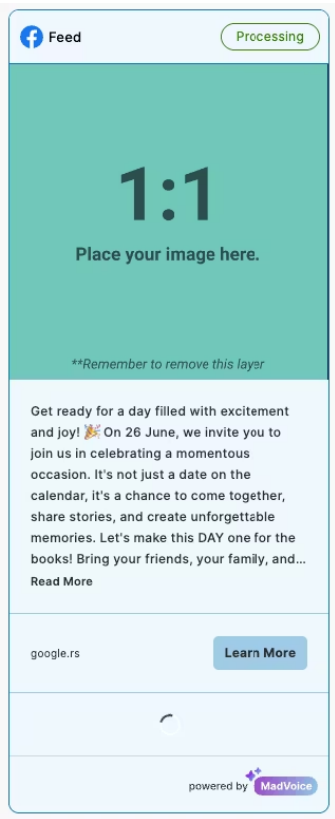 Feed
Processing
1:1
Place your image here.
**Remember to remove this layer
Get ready for a day filled with excitement
and joy! 🎉 On 26 June, we invite you to
join us in celebrating a momentous
occasion. It's not just a date on the
calendar, it's a chance to come together,
share stories, and create unforgettable
memories. Let's make this DAY one for the
books! Bring your friends, your family, and...
Read More
google.rs
Learn More
powered by MadVoice